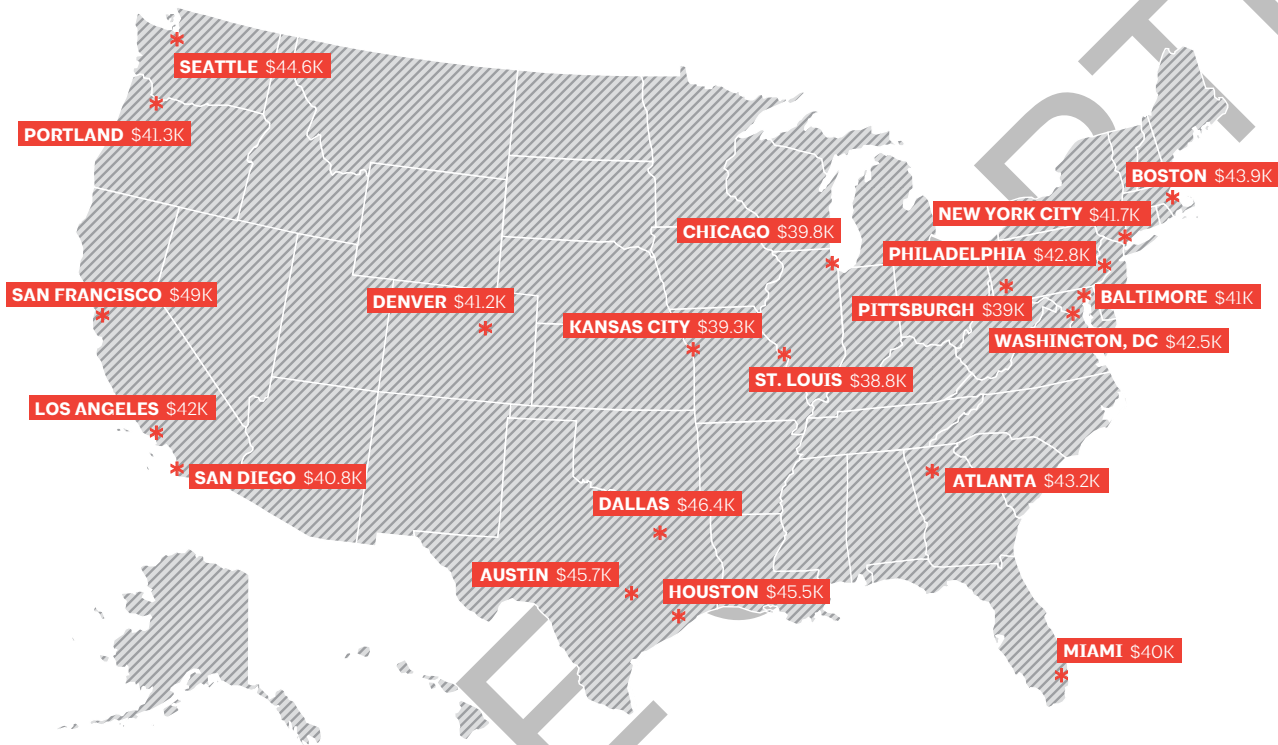 SEATTLE $44.6K
PORTLAND $41.3K
BOSTON $43.9K
NEW YORK CITY $41.7K
CHICAGO $39.8K
PHILADELPHIA $42.8K
SAN FRANCISCO $49K
DENVER $41.2K
PITTSBURGH $39K
BALTIMORE $41K
KANSAS CITY $39.3K
WASHINGTON, DC $42.5K
ST. LOUIS $38.8K
LOS ANGELES $42K
SAN DIEGO $40.8K
ATLANTA $43.2K
DALLAS $46.4K
AUSTIN $45.7K
HOUSTON $45.5K
MIAMI $40K